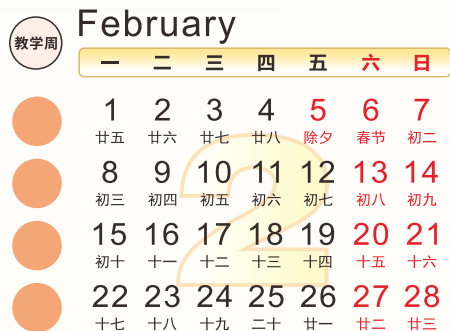 February
教学周 一 二 三 四 五 六 日
1 2 3 4 5 6 7
廿五 廿六 廿七 廿八 除夕 春节 初二
8 9 10 11 12 13 14
初三 初四 初五 初六 初七 初八 初九
15 16 17 18 19 20 21
初十 十一 十二 十三 十四 十五 十六
22 23 24 25 26 27 28
十七 十八 十九 二十 廿一 廿二 廿三
2